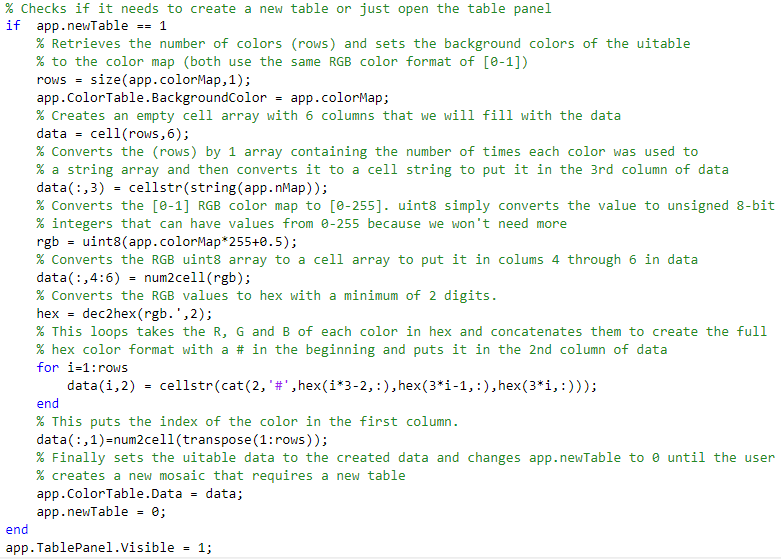 % Checks if it needs to create a new table or just open the table panel
if  app.newTable == 1
    % Retrieves the number of colors (rows) and sets the background colors of the uitable
    % to the color map (both use the same RGB color format of [0-1])
    rows = size(app.colorMap,1);
    app.ColorTable.BackgroundColor = app.colorMap;
    % Creates an empty cell array with 6 columns that we will fill with the data
    data = cell(rows,6);
    % Converts the (rows) by 1 array containing the number of times each color was used to
    % a string array and then converts it to a cell string to put it in the 3rd column of data
    data(:,3) = cellstr(string(app.nMap));
    % Converts the [0-1] RGB color map to [0-255]. uint8 simply converts the value to unsigned 8-bit
    % integers that can have values from 0-255 because we won't need more
    rgb = uint8(app.colorMap*255+0.5);
    % Converts the RGB uint8 array to a cell array to put it in colums 4 through 6 in data
    data(:,4:6) = num2cell(rgb);
    % Converts the RGB values to hex with a minimum of 2 digits.
    hex = dec2hex(rgb.',2);
    % This loops takes the R, G and B of each color in hex and concatenates them to create the full
    % hex color format with a # in the beginning and puts it in the 2nd column of data
    for i=1:rows
        data(i,2) = cellstr(cat(2,'#',hex(i*3-2,:),hex(3*i-1,:),hex(3*i,:)));
    end
    % This puts the index of the color in the first column.
    data(:,1)=num2cell(transpose(1:rows));
    % Finally sets the uitable data to the created data and changes app.newTable to 0 until the user
    % creates a new mosaic that requires a new table
    app.ColorTable.Data = data;
    app.newTable = 0;
end
app.TablePanel.Visible = 1;